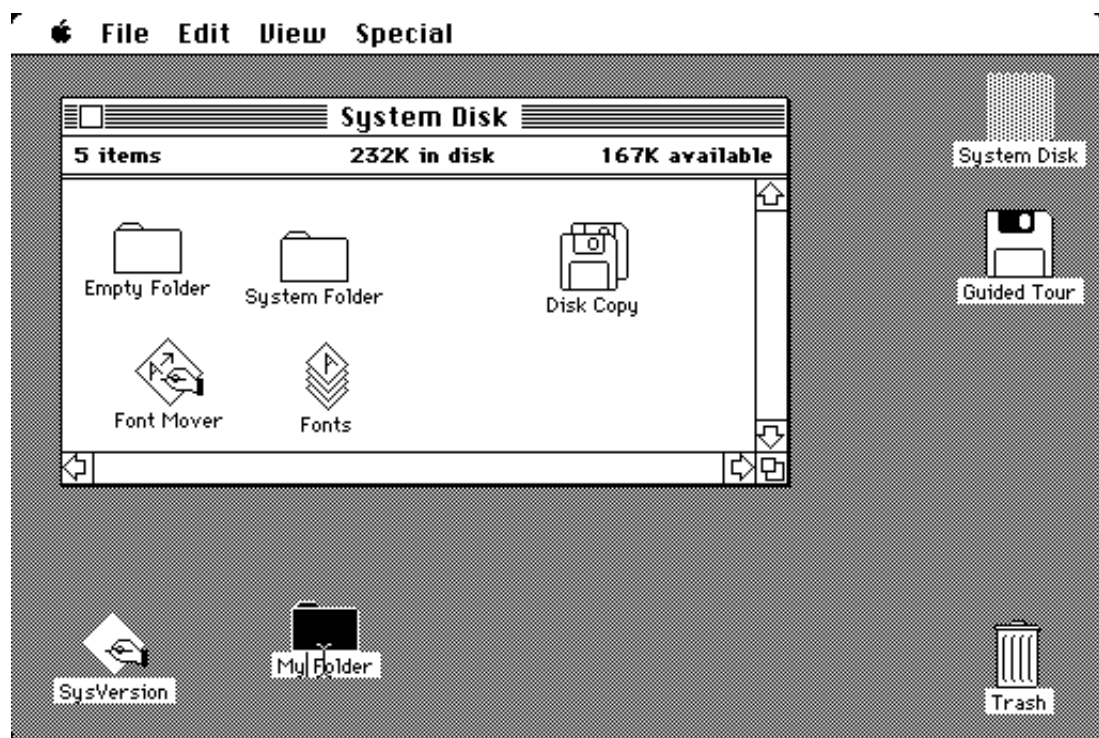 File Edit View Special
System Disk
5 items 232K in disk 167K available
System Disk
Empty Folder
System Folder
Disk Copy
Guided Tour
Font Mover
Fonts
My Folder
SysVersion
Trash